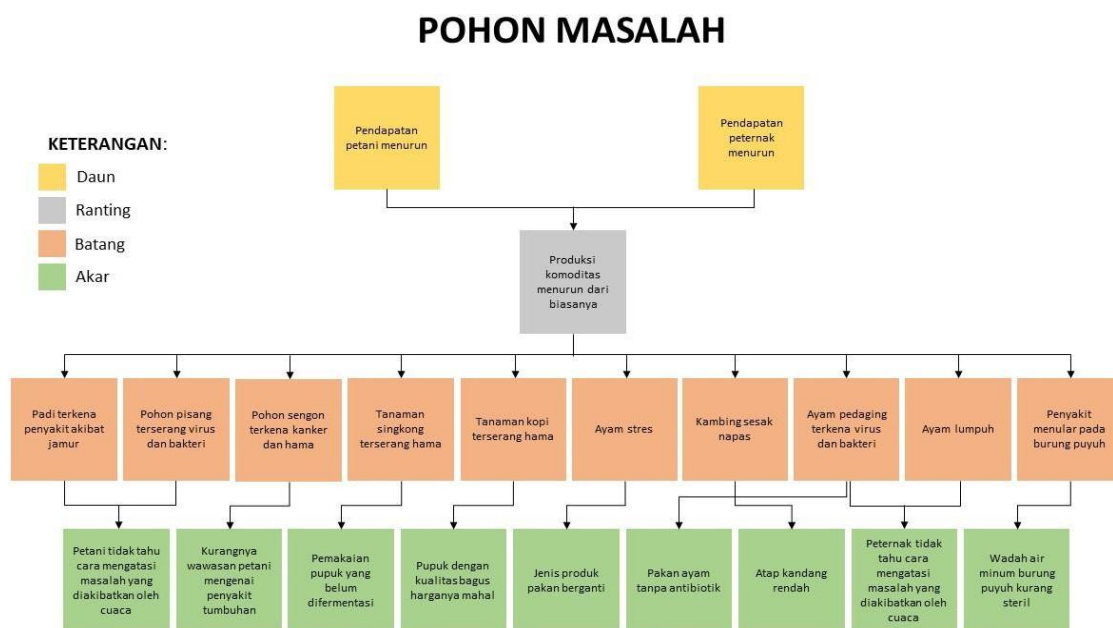 POHON MASALAH
KETERANGAN:
Daun
Ranting
Batang
Akar
Pendapatan
petani menurun
Pendapatan
peternak
menurun
Produksi
komoditas
menurun dari
biasanya
Padi terkena
penyakit akibat
jamur
Pohon pisang
terserang virus
dan bakteri
Pohon sengon
terkena kanker
dan hama
Tanaman
singkong
terserang hama
Tanaman kopi
terserang hama
Ayam stres
Kambing sesak
napas
Ayam pedaging
terkena virus
dan bakteri
Ayam lumpuh
Penyakit
menular pada
burung puyuh
Petani tidak tahu
cara mengatasi
masalah yang
diakibatkan oleh
cuaca
Kurangnya
wawasan petani
mengenai
penyakit
tumbuhan
Pemakaian
pupuk yang
belum
difermentasi
Pupuk dengan
kualitas bagus
harganya mahal
Jenis produk
pakan berganti
Pakan ayam
tanpa antibiotik
Atap kandang
rendah
Peternak tidak
tahu cara
mengatasi
masalah yang
diakibatkan oleh
cuaca
Wadah air
minum burung
puyuh kurang
steril